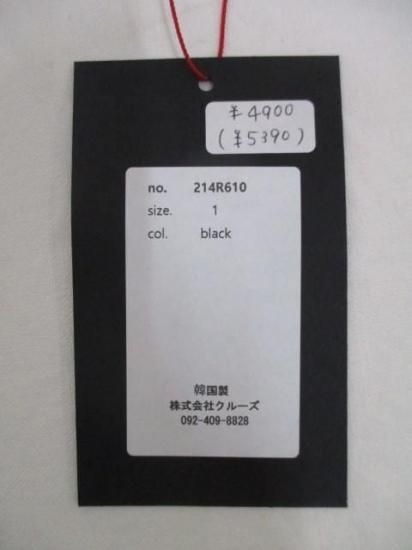 ¥4900
(¥5390)
no. 214R610
size. 1
col. black
韓国製
株式会社クルーズ
092-409-8828